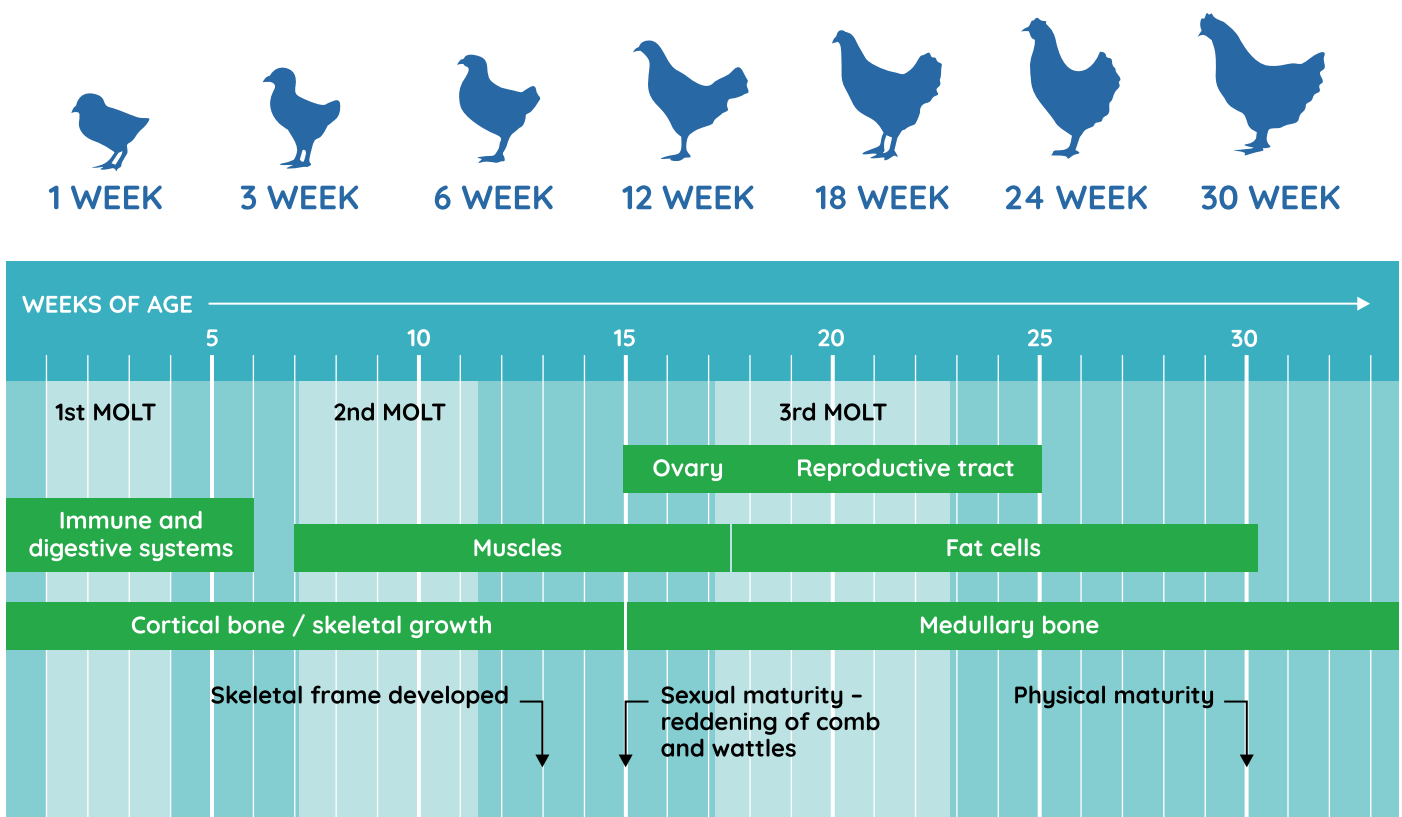 1 WEEK
3 WEEK
6 WEEK
12 WEEK
18 WEEK
24 WEEK
30 WEEK
WEEKS OF AGE
5
10
15
20
25
30
1st MOLT
2nd MOLT
3rd MOLT
Ovary
Reproductive tract
Immune and
digestive systems
Muscles
Fat cells
Cortical bone / skeletal growth
Medullary bone
Skeletal frame developed
Sexual maturity –
reddening of comb
and wattles
Physical maturity